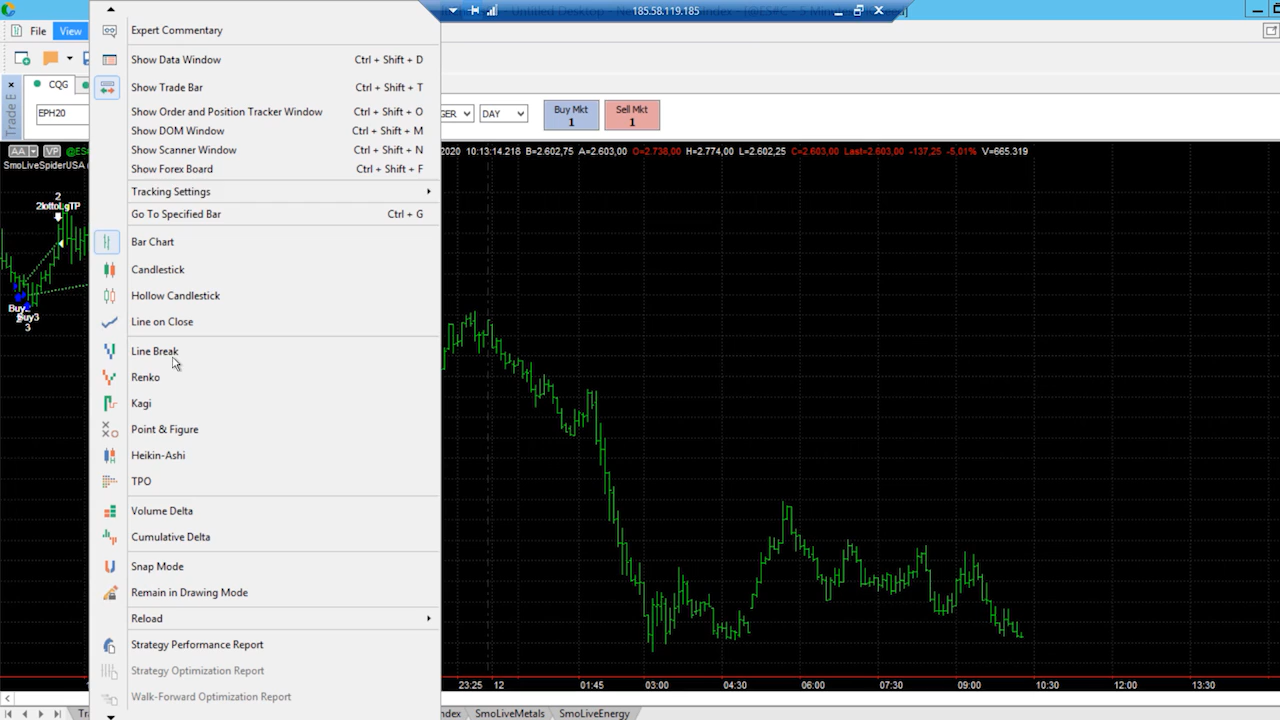 Untitled Desktop
185.58.119.185
File View
Expert Commentary
Show Data Window Ctrl + Shift + D
Show Trade Bar Ctrl + Shift + T
Show Order and Position Tracker Window Ctrl + Shift + O
Show DOM Window Ctrl + Shift + M
Show Scanner Window Ctrl + Shift + N
Show Forex Board Ctrl + Shift + F
Tracking Settings
Go To Specified Bar Ctrl + G
Bar Chart
Candlestick
Hollow Candlestick
Line on Close
Line Break
Renko
Kagi
Point & Figure
Heikin-Ashi
TPO
Volume Delta
Cumulative Delta
Snap Mode
Remain in Drawing Mode
Reload
Strategy Performance Report
Strategy Optimization Report
Walk-Forward Optimization Report
CQG
Trade
EPH20
GER DAY
Buy Mkt
1
Sell Mkt
1
AA VP
2020 10:13:14.218 B=2.602,75 A=2.603,00 O=2.738,00 H=2.774,00 L=2.602,25 C=2.603,00 Last=2.603,00 -137,25 -5,01% V=665.319
SmoLiveSpiderUSA
2
2lottoLgTP
Buy
Buy3
3
23:25 12 01:45 03:00 04:30 06:00 07:30 09:00 10:30 12:00 13:30
SmoLiveMetals SmoLiveEnergy